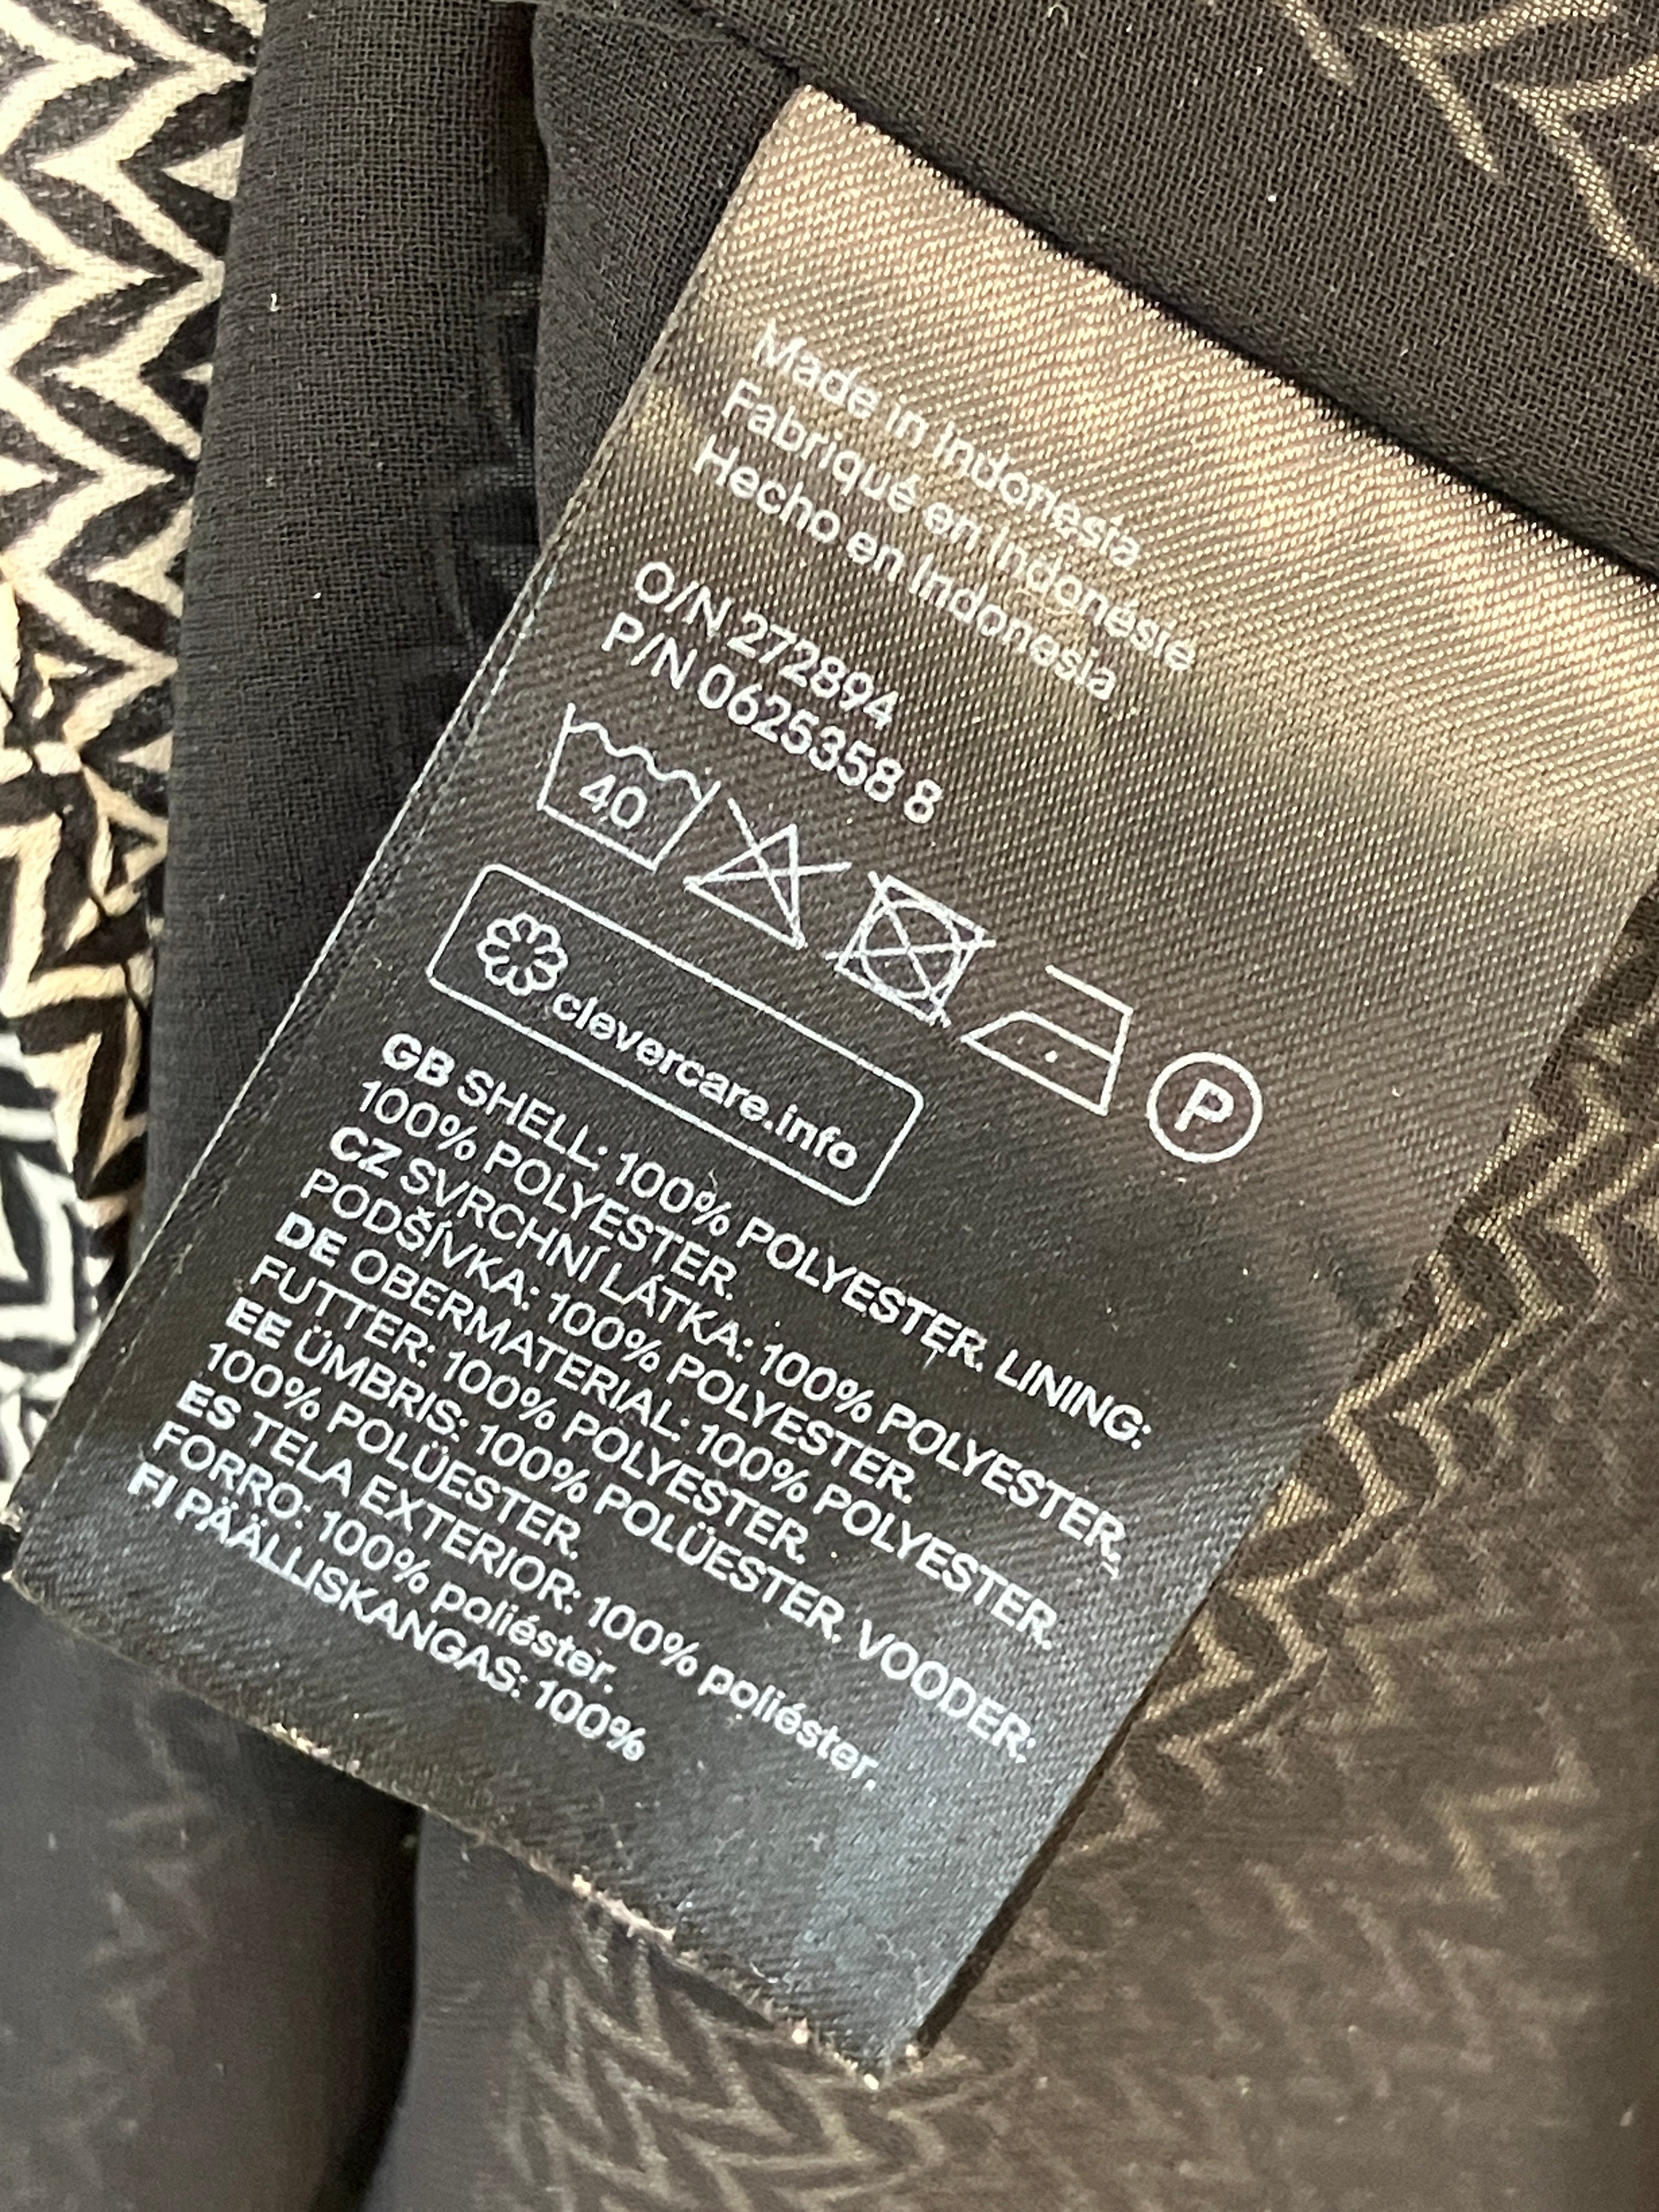 Made in Indonesia
Fabriqué en Indonésie
Hecho en Indonesia
O/N 272894
P/N 0625358 8
40
P
clevercare.info
GB SHELL: 100% POLYESTER. LINING:
100% POLYESTER.
CZ SVRCHNÍ LÁTKA: 100% POLYESTER.
PODŠÍVKA: 100% POLYESTER.
DE OBERMATERIAL: 100% POLYESTER.
FUTTER: 100% POLYESTER.
EE ÜMBRIS: 100% POLÜESTER. VOODER:
100% POLÜESTER.
ES TELA EXTERIOR: 100% poliéster.
FORRO: 100% poliéster.
FI PÄÄLLISKANGAS: 100%